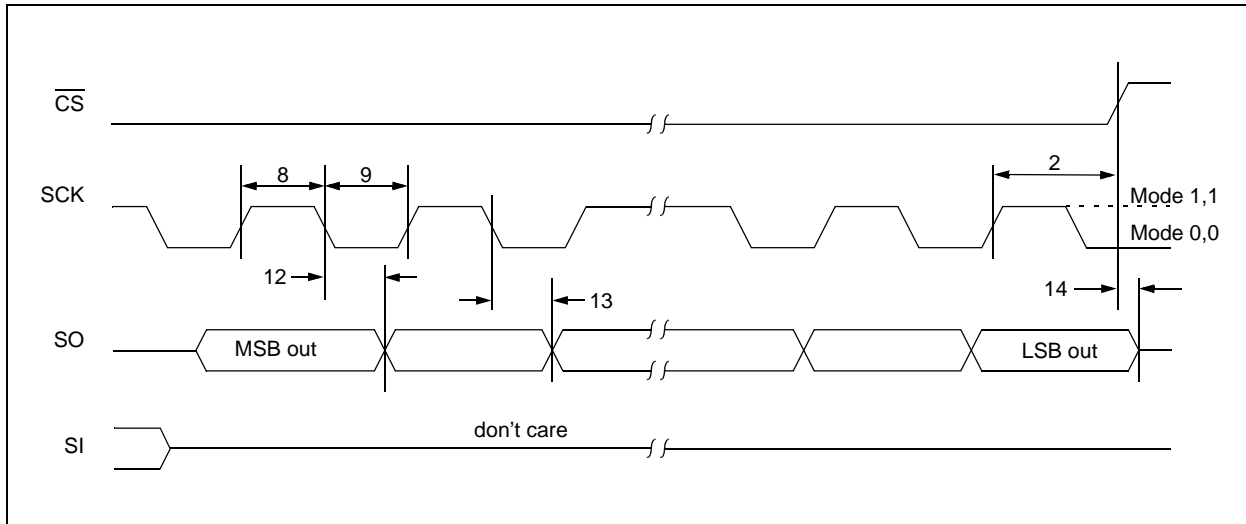 CS
8 9 2
SCK
Mode 1,1
Mode 0,0
12 13 14
SO MSB out LSB out
don't care
SI